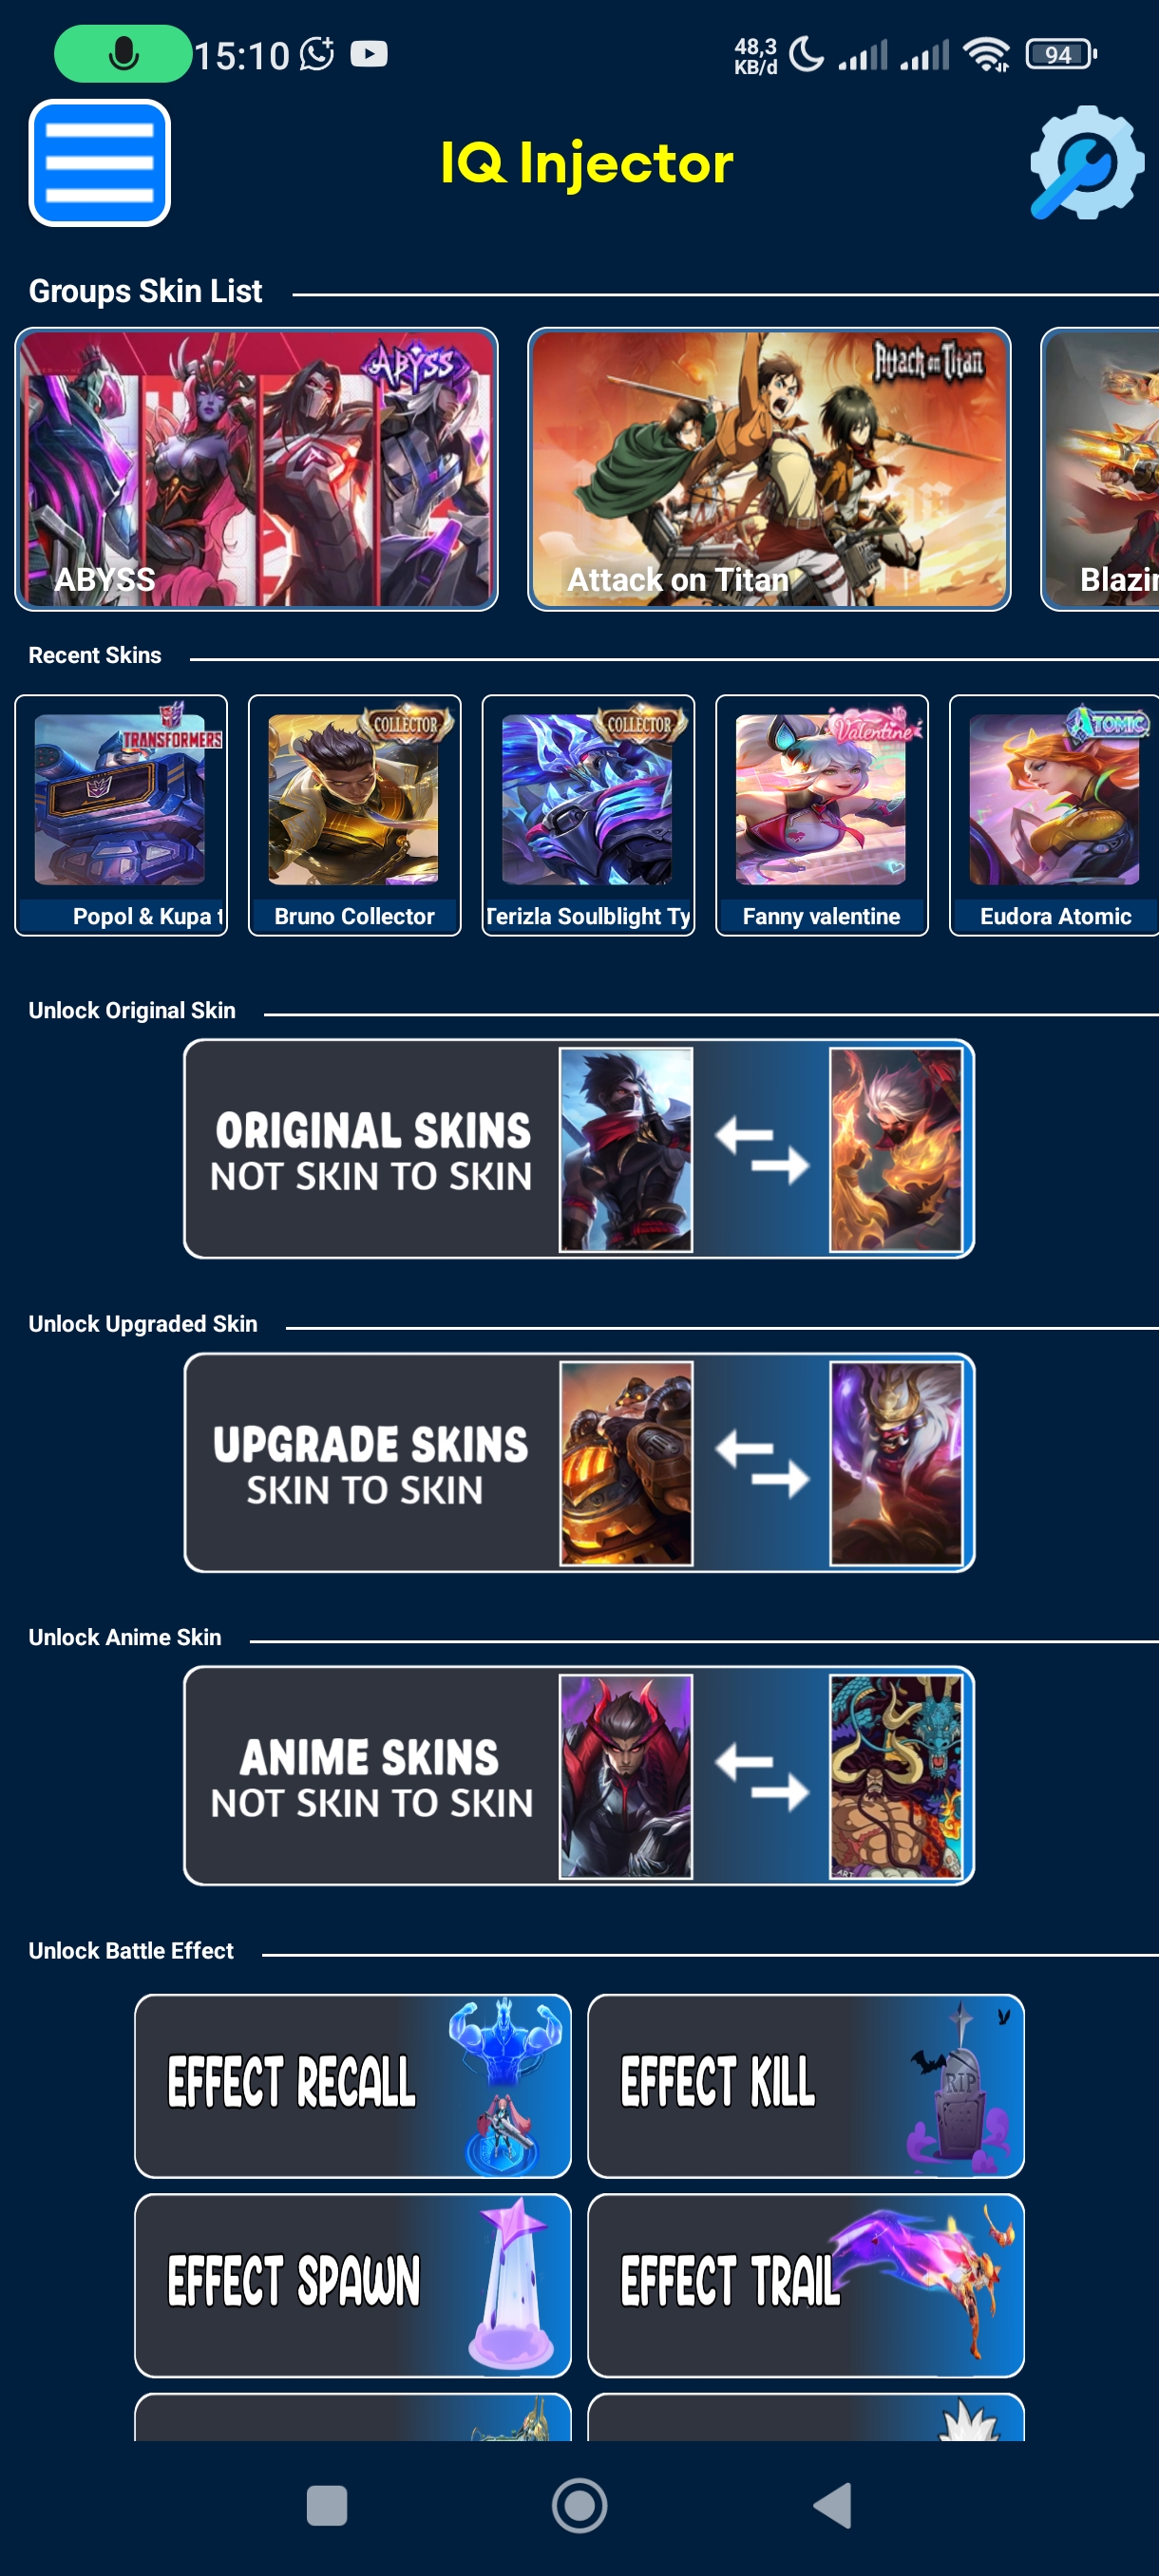 15:10
48,3
KB/d
94
IQ Injector
Groups Skin List
ABYSS
ABYSS
Attack on Titan
Attack on Titan
Blazi
Recent Skins
TRANSFORMERS
COLLECTOR
COLLECTOR
Valentine
ATOMIC
Popol & Kupa t
Bruno Collector
Terizla Soulblight Ty
Fanny valentine
Eudora Atomic
Unlock Original Skin
ORIGINAL SKINS
NOT SKIN TO SKIN
Unlock Upgraded Skin
UPGRADE SKINS
SKIN TO SKIN
Unlock Anime Skin
ANIME SKINS
NOT SKIN TO SKIN
Unlock Battle Effect
EFFECT RECALL
EFFECT KILL
RIP
EFFECT SPAWN
EFFECT TRAIL